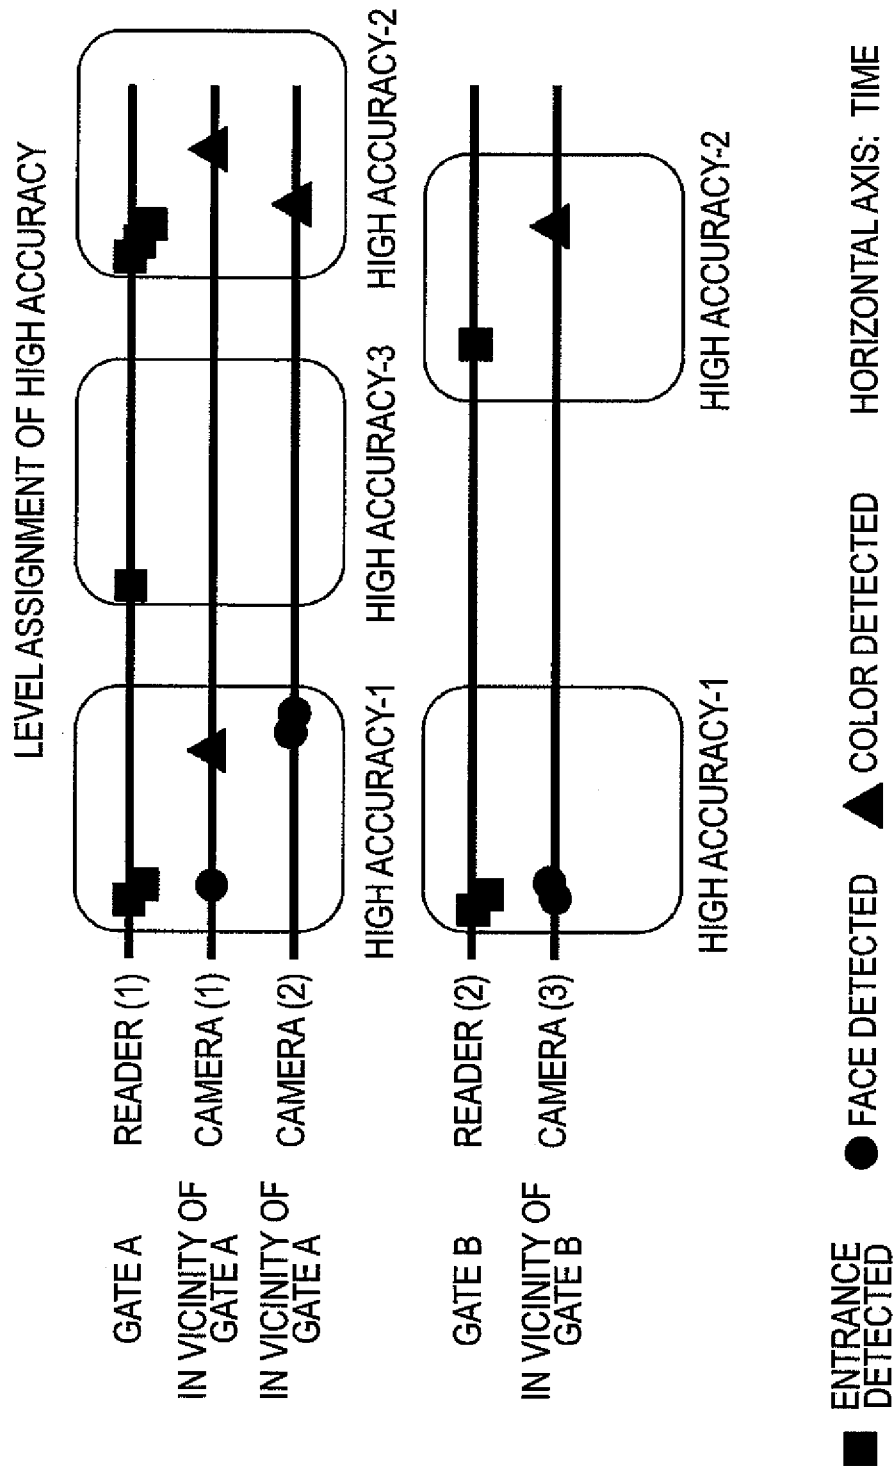 LEVEL ASSIGNMENT OF HIGH ACCURACY
GATE A
READER (1)
IN VICINITY OF
GATE A
CAMERA (1)
IN VICINITY OF
GATE A
CAMERA (2)
HIGH ACCURACY-1
HIGH ACCURACY-3
HIGH ACCURACY-2
GATE B
READER (2)
IN VICINITY OF
GATE B
CAMERA (3)
HIGH ACCURACY-1
HIGH ACCURACY-2
ENTRANCE
DETECTED
FACE DETECTED
COLOR DETECTED
HORIZONTAL AXIS: TIME